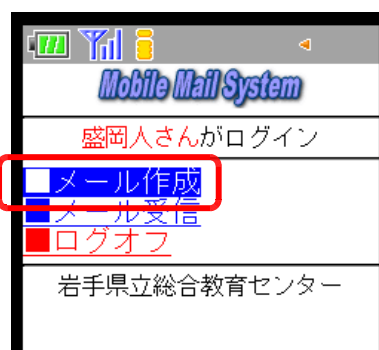 Mobile Mail System
盛岡人さんがログイン
■メール作成
■メール受信
■ログオフ
岩手県立総合教育センター